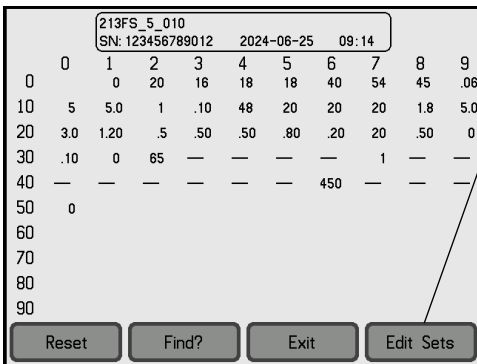 213FS_5_010
SN: 123456789012 2024-06-25 09:14
0 1 2 3 4 5 6 7 8 9
0 0 20 16 18 18 40 54 45 .06
10 5 5.0 1 .10 48 20 20 20 1.8 5.0
20 3.0 1.20 .5 .50 .50 .80 .20 20 .50 0
30 .10 0 65 — — — — 1 — —
40 — — — — — — 450 — — —
50 0
60
70
80
90
Reset Find? Exit Edit Sets